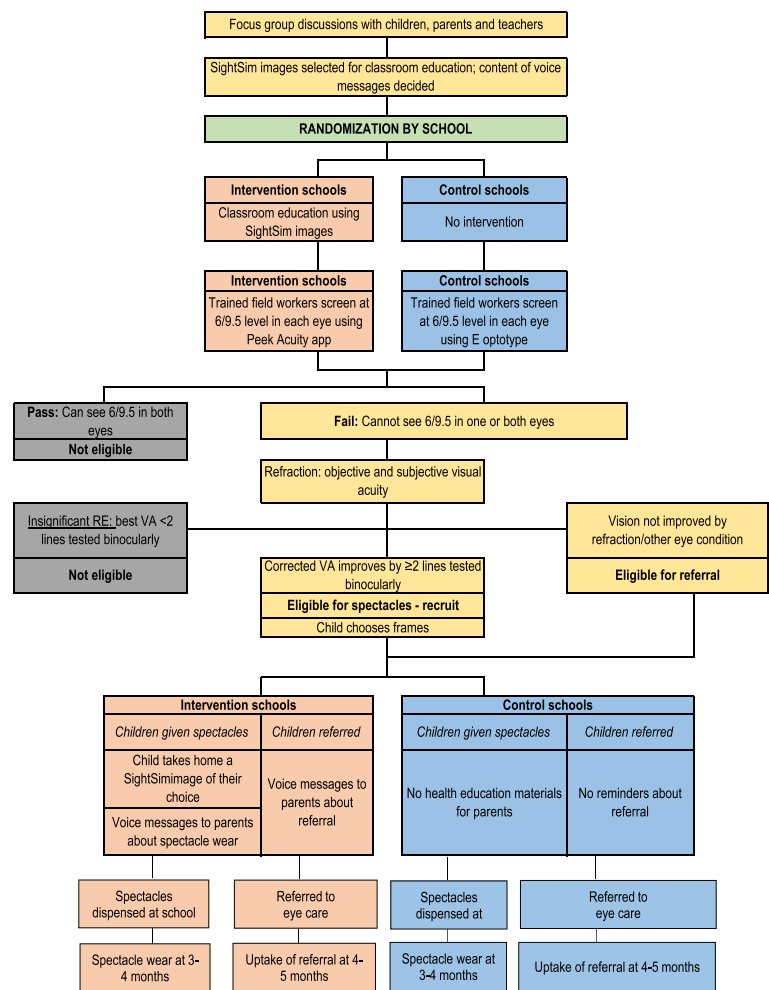 Focus group discussions with children, parents and teachers
SightSim images selected for classroom education; content of voice
messages decided
RANDOMIZATION BY SCHOOL
Intervention schools
Classroom education using
SightSim images
Control schools
No intervention
Intervention schools
Trained field workers screen at
6/9.5 level in each eye using
Peek Acuity app
Control schools
Trained field workers screen
at 6/9.5 level in each eye
using E optotype
Pass: Can see 6/9.5 in both
eyes
Not eligible
Fail: Cannot see 6/9.5 in one or both eyes
Refraction: objective and subjective visual
acuity
Insignificant RE: best VA <2
lines tested binocularly
Not eligible
Vision not improved by
refraction/other eye condition
Eligible for referral
Corrected VA improves by ≥2 lines tested
binocularly
Eligible for spectacles - recruit
Child chooses frames
Intervention schools
Children given spectacles
Children referred
Child takes home a
SightSimimage of their
choice
Voice messages to parents
about spectacle wear
Voice messages to
parents about
referral
Control schools
Children given spectacles
Children referred
No health education materials
for parents
No reminders about
referral
Spectacles
dispensed at school
Referred to
eye care
Spectacles
dispensed at
Referred to
eye care
Spectacle wear at 3-
4 months
Uptake of referral at 4-
5 months
Spectacle wear at
3-4 months
Uptake of referral at 4-5 months